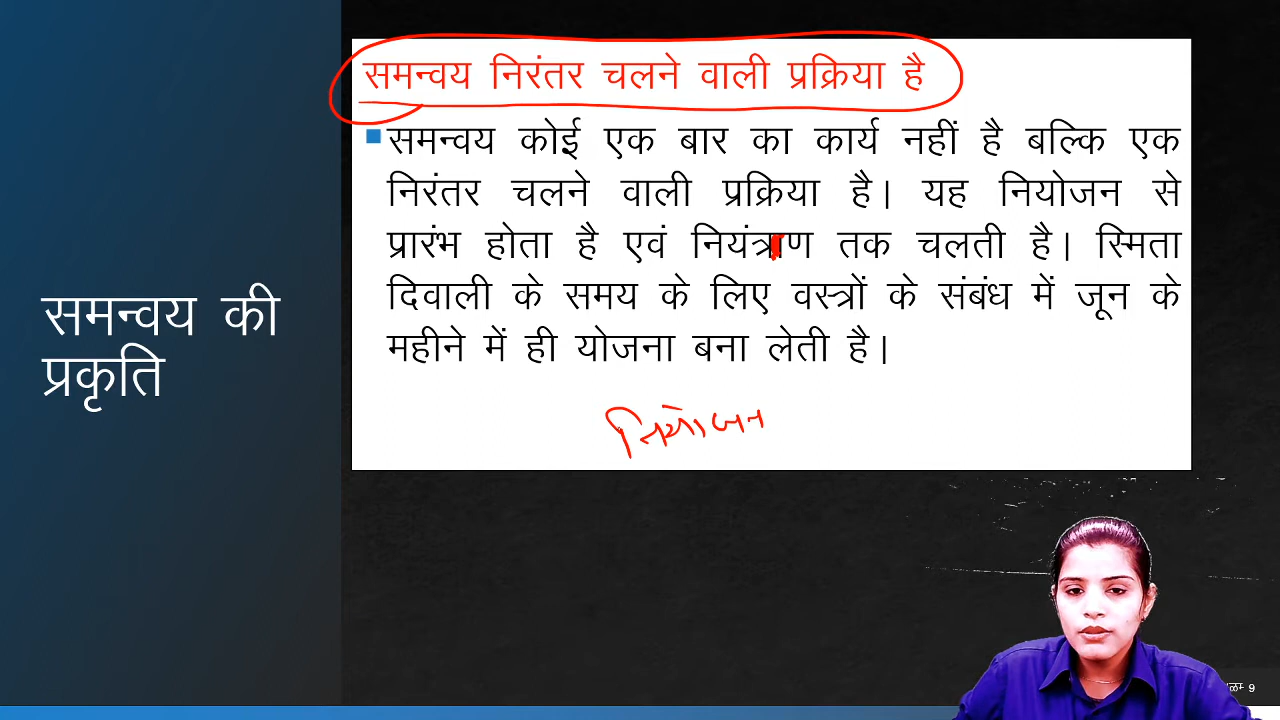 समन्वय की
प्रकृति
समन्वय निरंतर चलने वाली प्रक्रिया है
समन्वय कोई एक बार का कार्य नहीं है बल्कि एक
निरंतर चलने वाली प्रक्रिया है। यह नियोजन से
प्रारंभ होता है एवं नियंत्राण तक चलती है। स्मिता
दिवाली के समय के लिए वस्त्रों के संबंध में जून के
महीने में ही योजना बना लेती है।
नियोजन
9